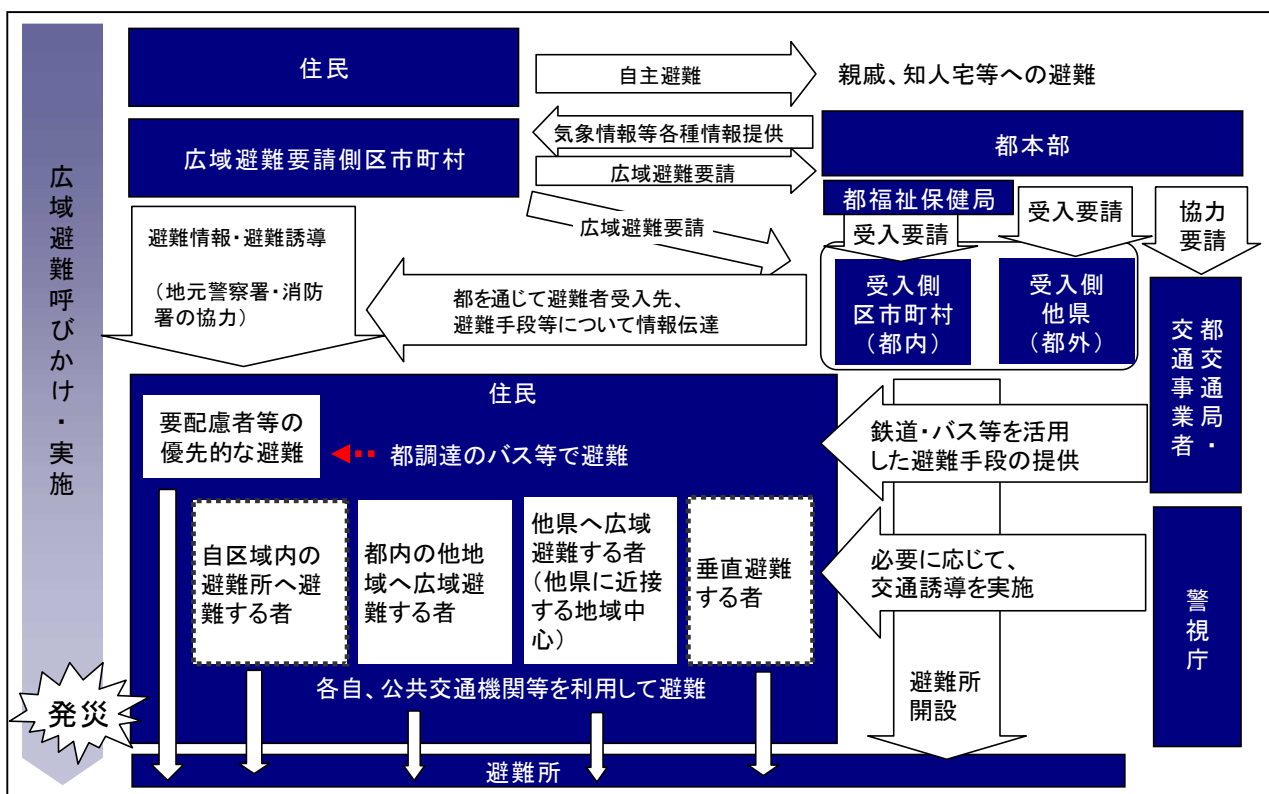 広域避難呼びかけ・実施
発災
住民
自主避難
親戚、知人宅等への避難
広域避難要請側区市町村
気象情報等各種情報提供
広域避難要請
都本部
都福祉保健局
広域避難要請
受入要請
受入要請
協力
要請
避難情報・避難誘導
(地元警察署・消防
署の協力)
都を通じて避難者受入先、
避難手段等について情報伝達
受入側
区市町村
(都内)
受入側
他県
(都外)
都交通局・
交通事業者
住民
要配慮者等の
優先的な避難
都調達のバス等で避難
鉄道・バス等を活用
した避難手段の提供
自区域内の
避難所へ避
難する者
都内の他地
域へ広域避
難する者
他県へ広域
避難する者
(他県に近接
する地域中
心)
垂直避難
する者
必要に応じて、
交通誘導を実施
警視庁
各自、公共交通機関等を利用して避難
避難所
開設
避難所